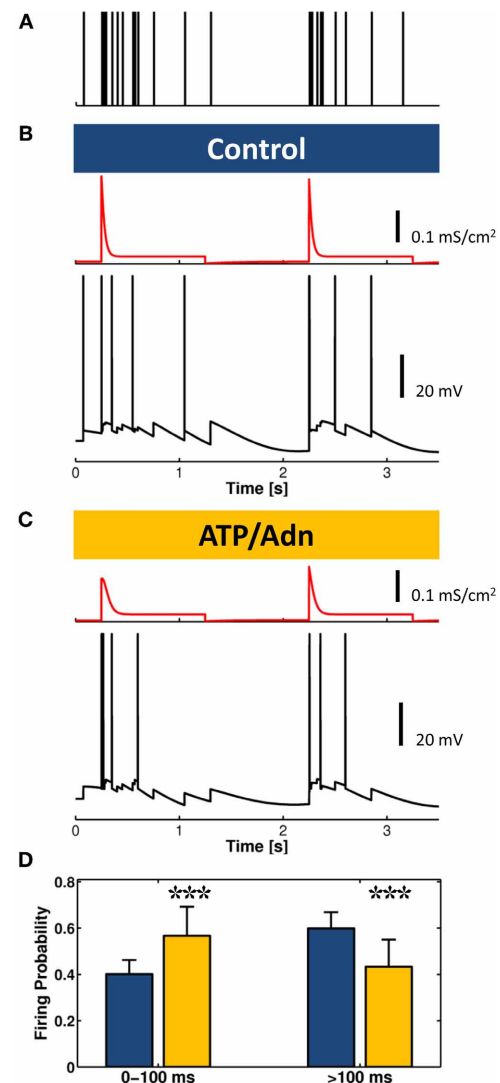 A
B
Control
0.1 mS/cm²
20 mV
0 1 2 3
Time [s]
C
ATP/Adn
0.1 mS/cm²
20 mV
0 1 2 3
Time [s]
D
Firing Probability
0.8
0.6
0.4
0.2
0
*** ***
0–100 ms >100 ms